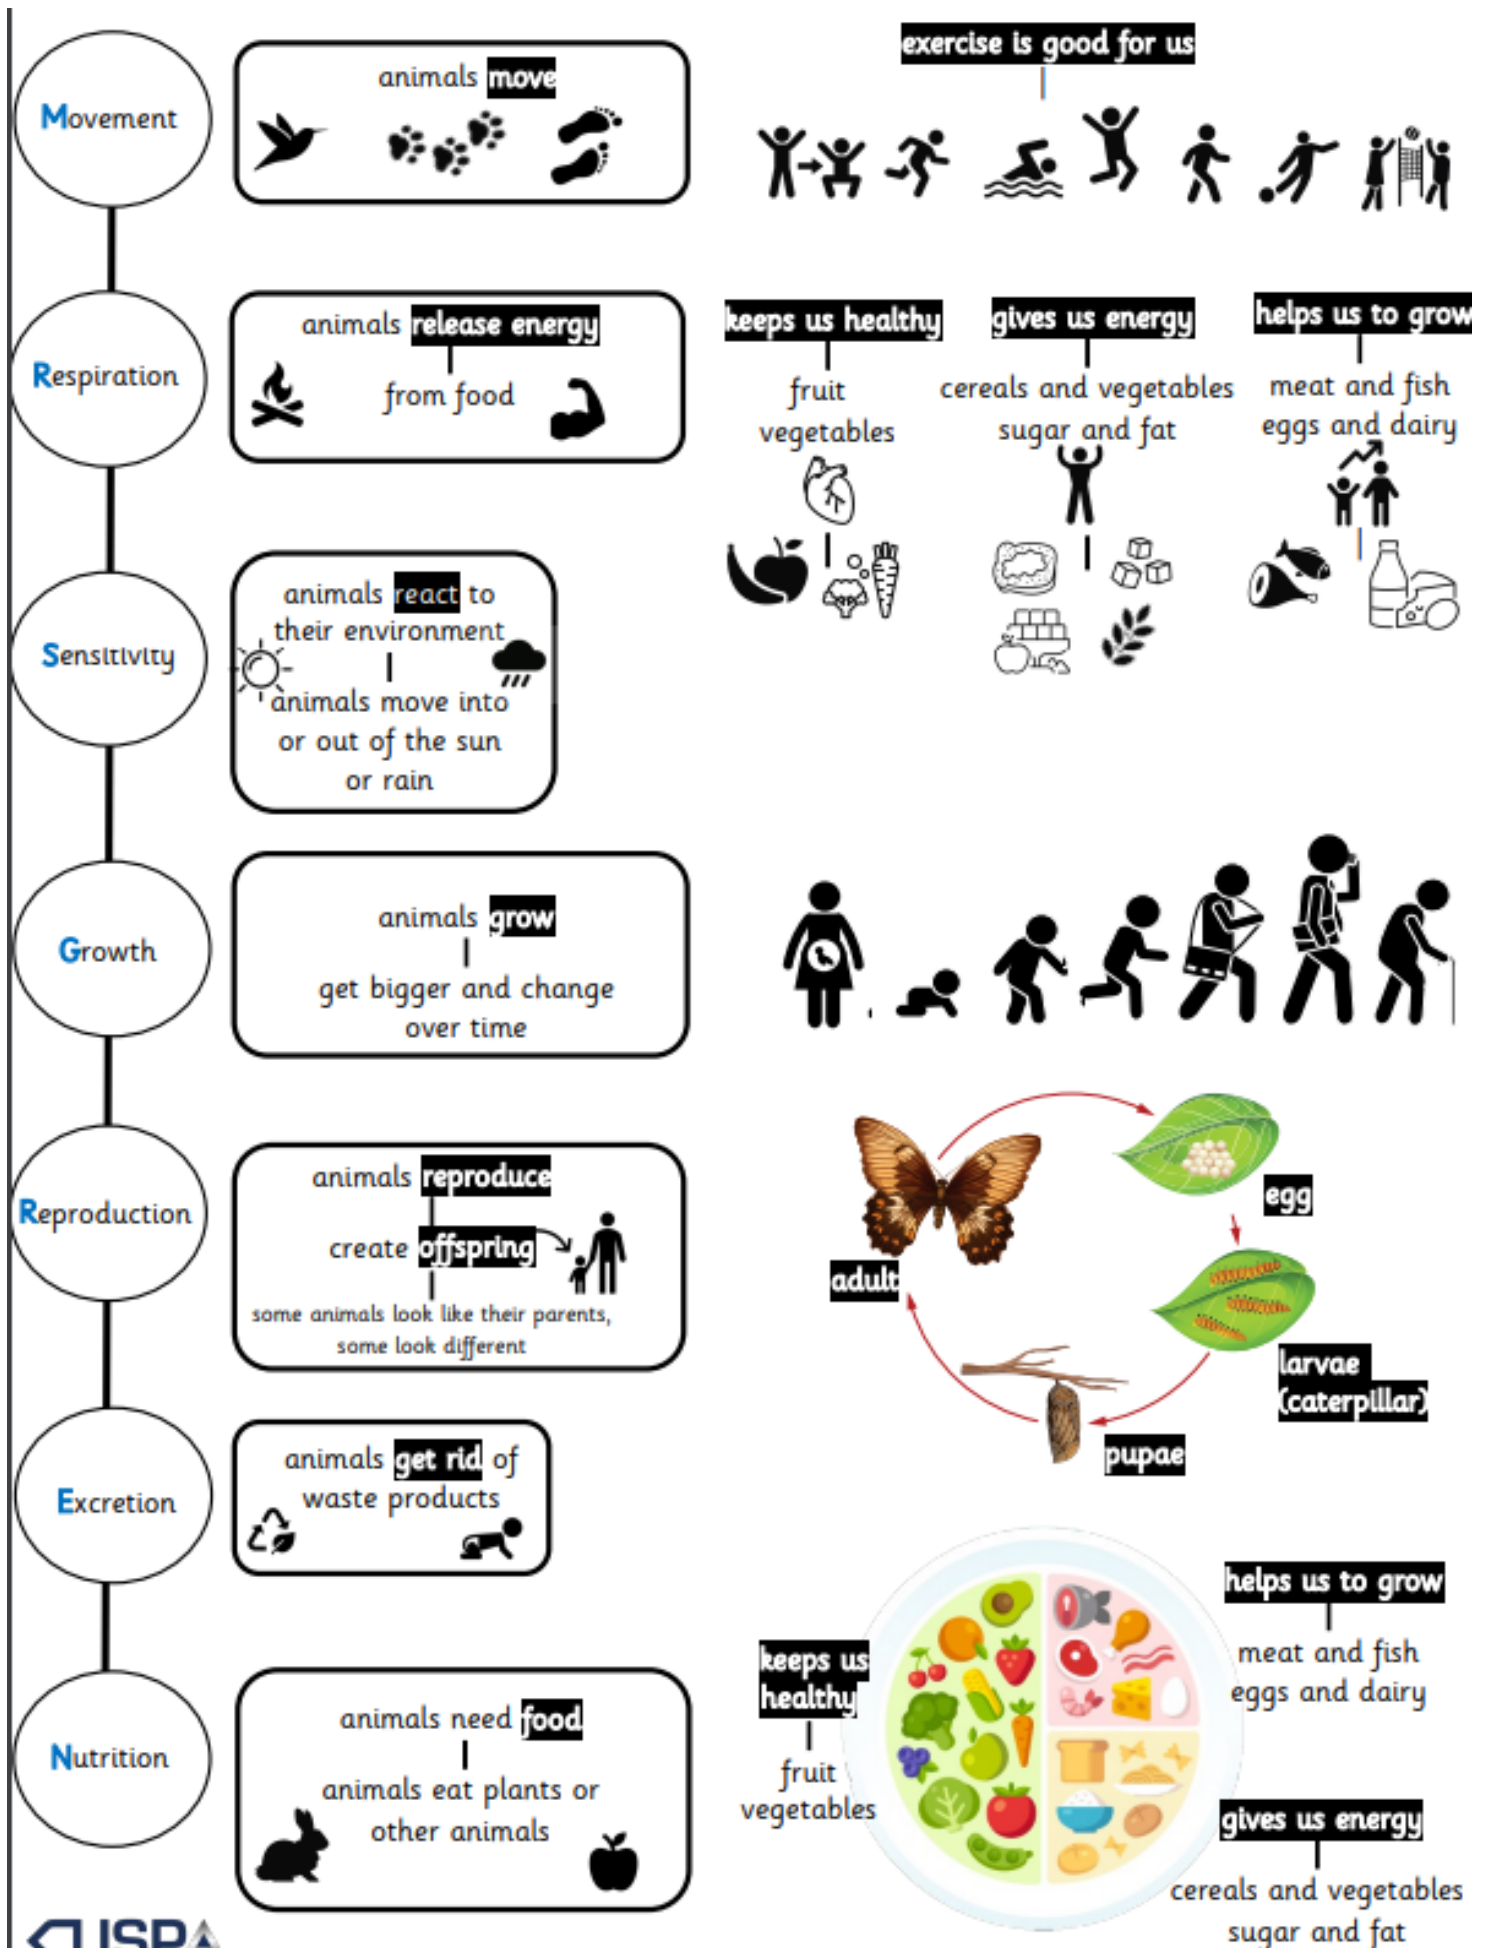 Movement
animals move
exercise is good for us
Respiration
animals release energy
from food
keeps us healthy
fruit
vegetables
gives us energy
cereals and vegetables
sugar and fat
helps us to grow
meat and fish
eggs and dairy
Sensitivity
animals react to
their environment
animals move into
or out of the sun
or rain
Growth
animals grow
get bigger and change
over time
Reproduction
animals reproduce
create offspring
some animals look like their parents,
some look different
adult
egg
larvae
(caterpillar)
pupae
Excretion
animals get rid of
waste products
Nutrition
animals need food
animals eat plants or
other animals
keeps us
healthy
fruit
vegetables
helps us to grow
meat and fish
eggs and dairy
gives us energy
cereals and vegetables
sugar and fat